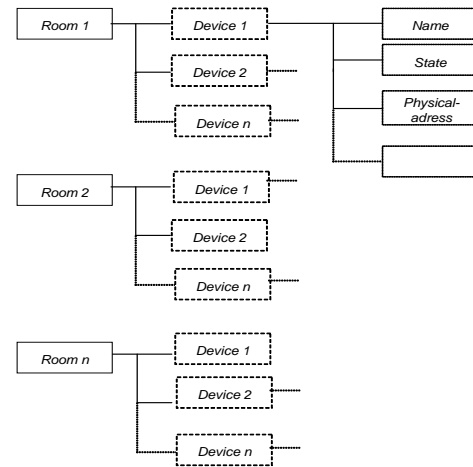 Room 1
Device 1
Name
Device 2
State
Device n
Physical-
adress
Room 2
Device 1
Device 2
Device n
Room n
Device 1
Device 2
Device n